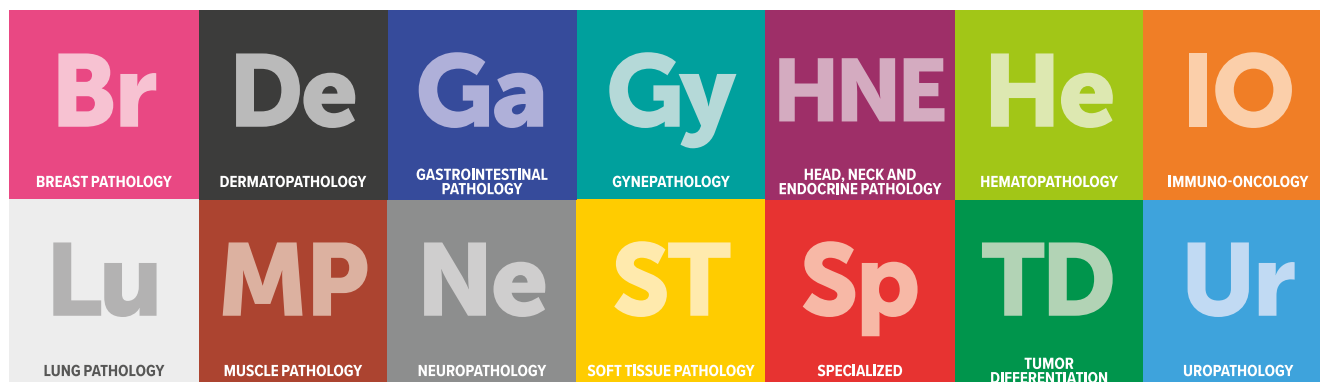 Br
De
Ga
Gy
HNE
He
IO
BREAST PATHOLOGY
DERMATOPATHOLOGY
GASTROINTESTINAL
PATHOLOGY
GYNEPATHOLOGY
HEAD, NECK AND
ENDOCRINE PATHOLOGY
HEMATOPATHOLOGY
IMMUNO-ONCOLOGY
Lu
MP
Ne
ST
Sp
TD
Ur
LUNG PATHOLOGY
MUSCLE PATHOLOGY
NEUROPATHOLOGY
SOFT TISSUE PATHOLOGY
SPECIALIZED
TUMOR
DIFFERENTIATION
UROPATHOLOGY